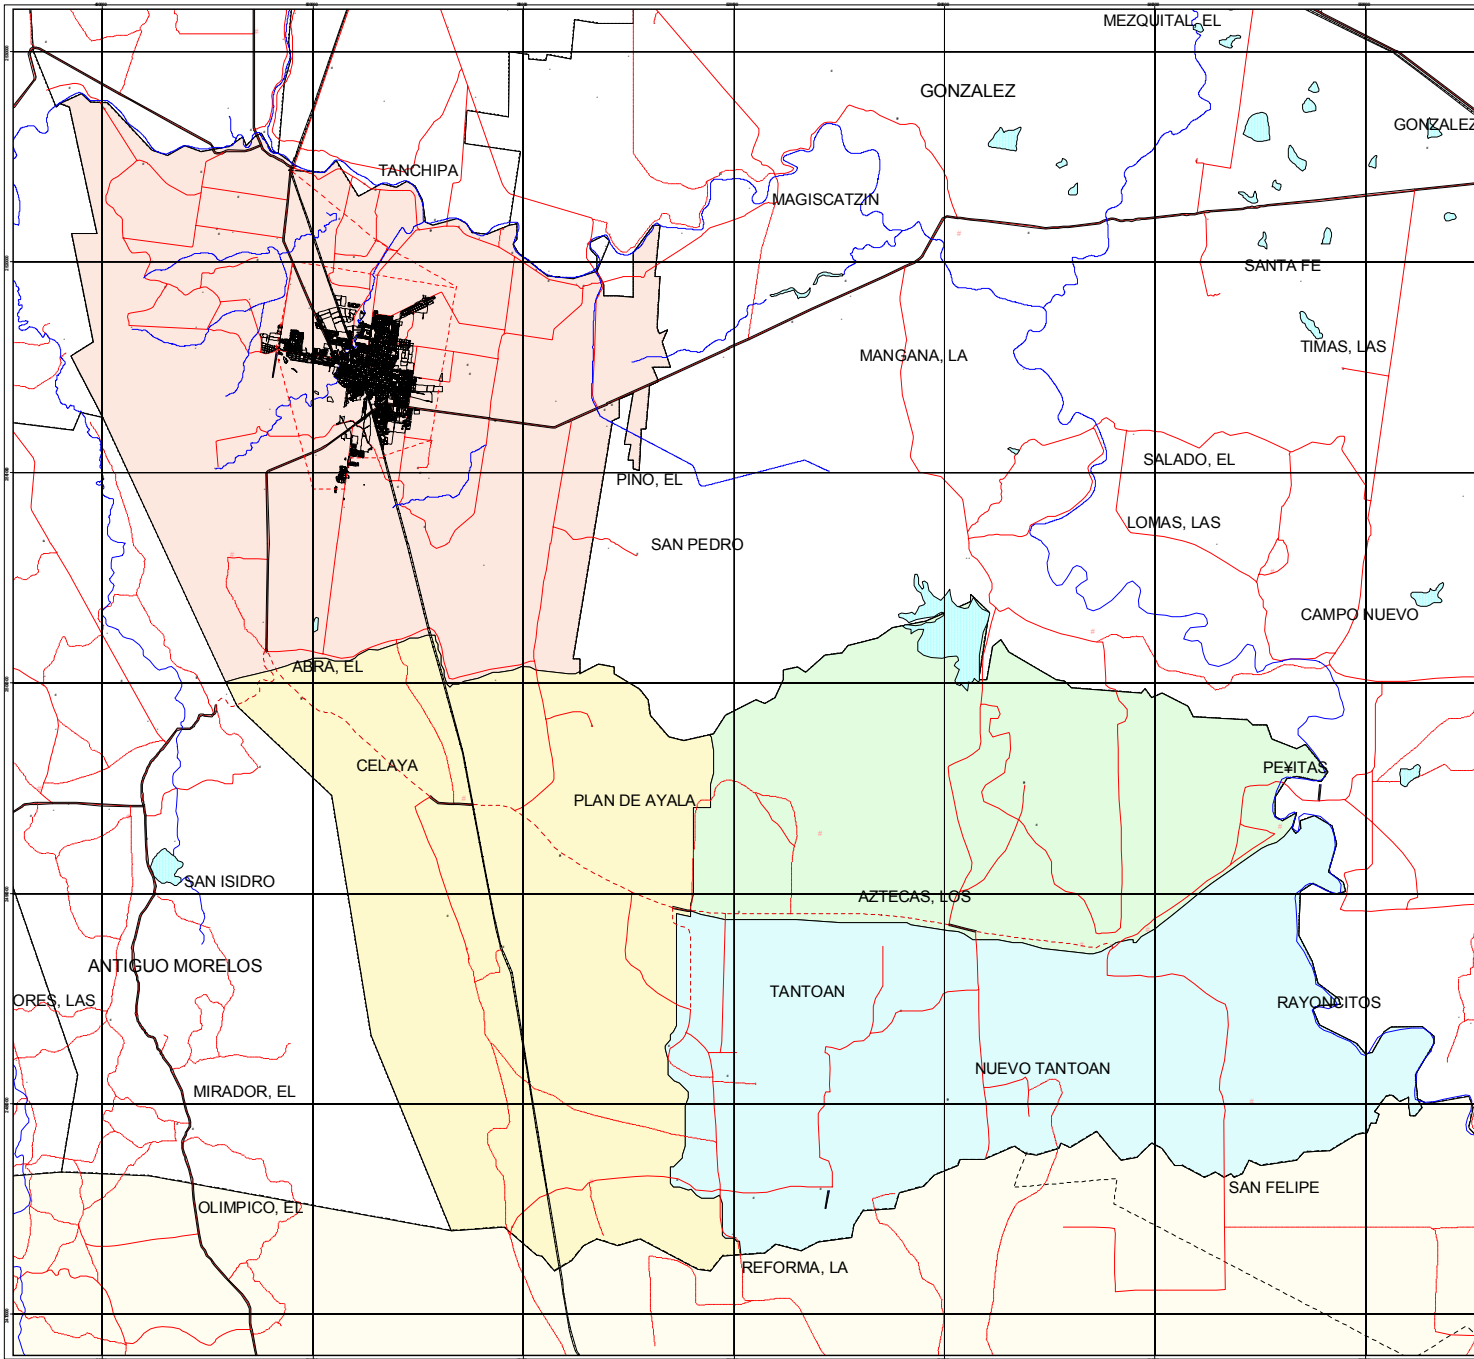 MEZQUITAL, EL
GONZALEZ
GONZALEZ
TANCHIPA
MAGISCATZIN
SANTA FE
TIMAS, LAS
MANGANA, LA
SALADO, EL
PINO, EL
LOMAS, LAS
SAN PEDRO
CAMPO NUEVO
ABRA, EL
CELAYA
PE¥ITAS
PLAN DE AYALA
SAN ISIDRO
AZTECAS, LOS
ANTIGUO MORELOS
TANTOAN
ORES, LAS
RAYONCITOS
NUEVO TANTOAN
MIRADOR, EL
SAN FELIPE
OLIMPICO, EL
REFORMA, LA